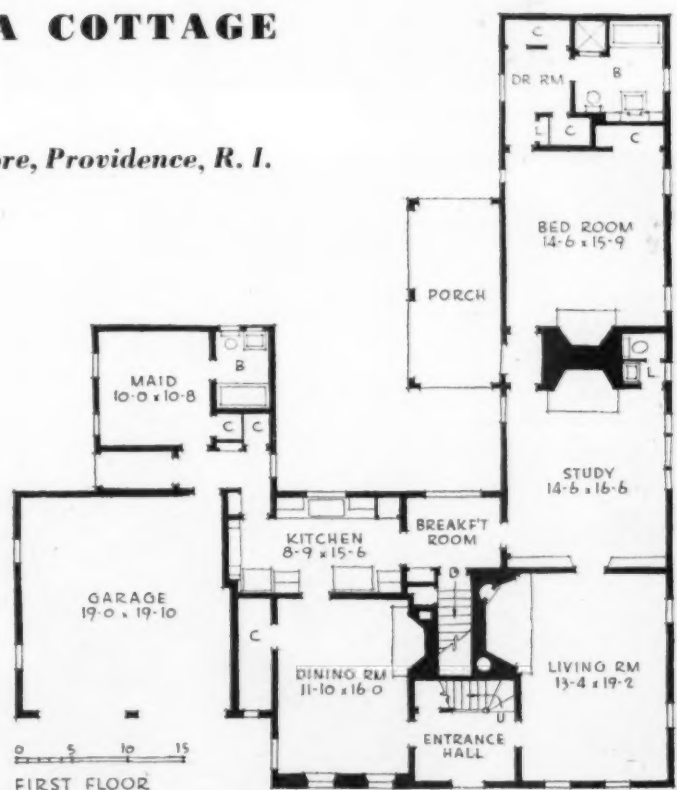 A COTTAGE
ore, Providence, R. I.
C
DR RM
B
L
C
C
BED ROOM
14-6 x 15-9
PORCH
MAID
10-0 x 10-8
B
L
C
C
STUDY
14-6 x 16-6
KITCHEN
8-9 x 15-6
BREAKF'T
ROOM
D
GARAGE
19-0 x 19-10
C
DINING RM
11-10 x 16-0
LIVING RM
13-4 x 19-2
U
ENTRANCE
HALL
0 5 10 15
FIRST FLOOR